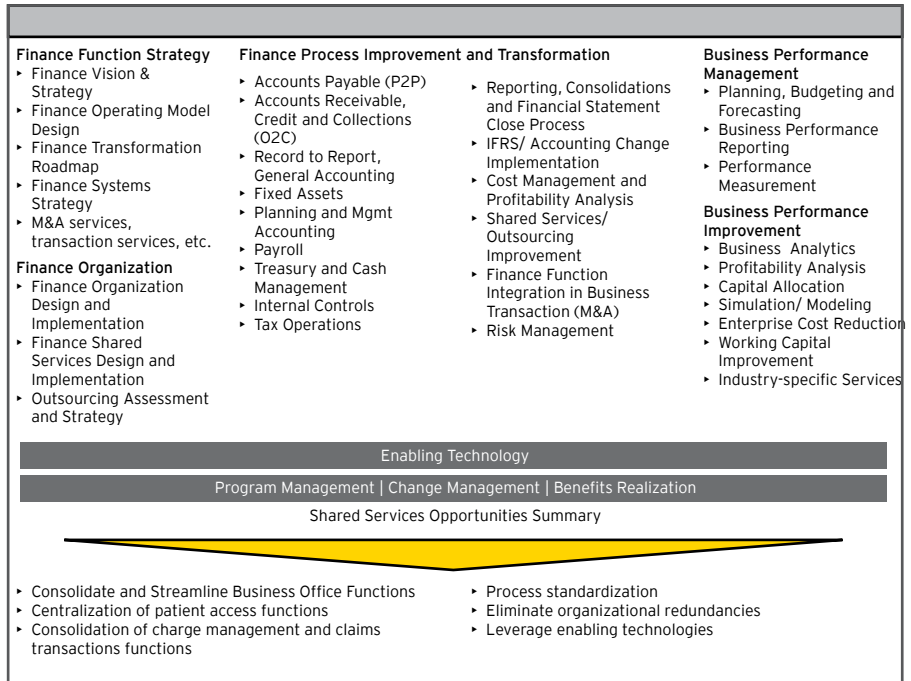 Finance Function Strategy
‣ Finance Vision &
Strategy
‣ Finance Operating Model
Design
‣ Finance Transformation
Roadmap
‣ Finance Systems
Strategy
‣ M&A services,
transaction services, etc.
Finance Organization
‣ Finance Organization
Design and
Implementation
‣ Finance Shared
Services Design and
Implementation
‣ Outsourcing Assessment
and Strategy
Finance Process Improvement and Transformation
‣ Accounts Payable (P2P)
‣ Accounts Receivable,
Credit and Collections
(O2C)
‣ Record to Report,
General Accounting
‣ Fixed Assets
‣ Planning and Mgmt
Accounting
‣ Payroll
‣ Treasury and Cash
Management
‣ Internal Controls
‣ Tax Operations
‣ Reporting, Consolidations
and Financial Statement
Close Process
‣ IFRS/ Accounting Change
Implementation
‣ Cost Management and
Profitability Analysis
‣ Shared Services/
Outsourcing
Improvement
‣ Finance Function
Integration in Business
Transaction (M&A)
‣ Risk Management
Business Performance
Management
‣ Planning, Budgeting and
Forecasting
‣ Business Performance
Reporting
‣ Performance
Measurement
Business Performance
Improvement
‣ Business Analytics
‣ Profitability Analysis
‣ Capital Allocation
‣ Simulation/ Modeling
‣ Enterprise Cost Reduction
‣ Working Capital
Improvement
‣ Industry-specific Services
Enabling Technology
Program Management | Change Management | Benefits Realization
Shared Services Opportunities Summary
‣ Consolidate and Streamline Business Office Functions
‣ Centralization of patient access functions
‣ Consolidation of charge management and claims
transactions functions
‣ Process standardization
‣ Eliminate organizational redundancies
‣ Leverage enabling technologies